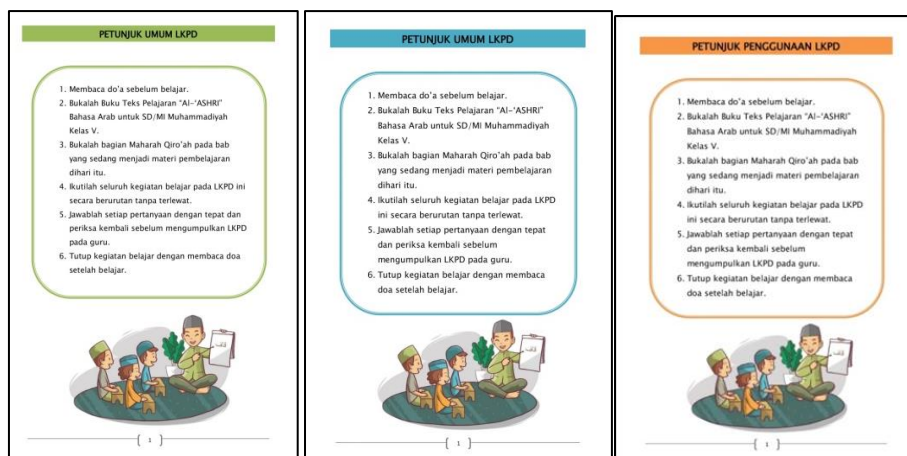 PETUNJUK UMUM LKPD
1. Membaca do'a sebelum belajar.
2. Bukalah Buku Teks Pelajaran "Al-'ASHRI"
Bahasa Arab untuk SD/MI Muhammadiyah
Kelas V.
3. Bukalah bagian Maharah Qiro'ah pada bab
yang sedang menjadi materi pembelajaran
dihari itu.
4. Ikutilah seluruh kegiatan belajar pada LKPD ini
secara berurutan tanpa terlewat.
5. Jawablah setiap pertanyaan dengan tepat dan
periksa kembali sebelum mengumpulkan LKPD
pada guru.
6. Tutup kegiatan belajar dengan membaca doa
setelah belajar.
1
PETUNJUK UMUM LKPD
1. Membaca do'a sebelum belajar.
2. Bukalah Buku Teks Pelajaran "Al-'ASHRI"
Bahasa Arab untuk SD/MI Muhammadiyah
Kelas V.
3. Bukalah bagian Maharah Qiro'ah pada bab
yang sedang menjadi materi pembelajaran
dihari itu.
4. Ikutilah seluruh kegiatan belajar pada LKPD
ini secara berurutan tanpa terlewat.
5. Jawablah setiap pertanyaan dengan tepat
dan periksa kembali sebelum
mengumpulkan LKPD pada guru.
6. Tutup kegiatan belajar dengan membaca
doa setelah belajar.
1
PETUNJUK PENGGUNAAN LKPD
1. Membaca do'a sebelum belajar.
2. Bukalah Buku Teks Pelajaran "Al-'ASHRI"
Bahasa Arab untuk SD/MI Muhammadiyah
Kelas V.
3. Bukalah bagian Maharah Qiro'ah pada bab
yang sedang menjadi materi pembelajaran
dihari itu.
4. Ikutilah seluruh kegiatan belajar pada LKPD
ini secara berurutan tanpa terlewat.
5. Jawablah setiap pertanyaan dengan tepat
dan periksa kembali sebelum
mengumpulkan LKPD pada guru.
6. Tutup kegiatan belajar dengan membaca
doa setelah belajar.
1